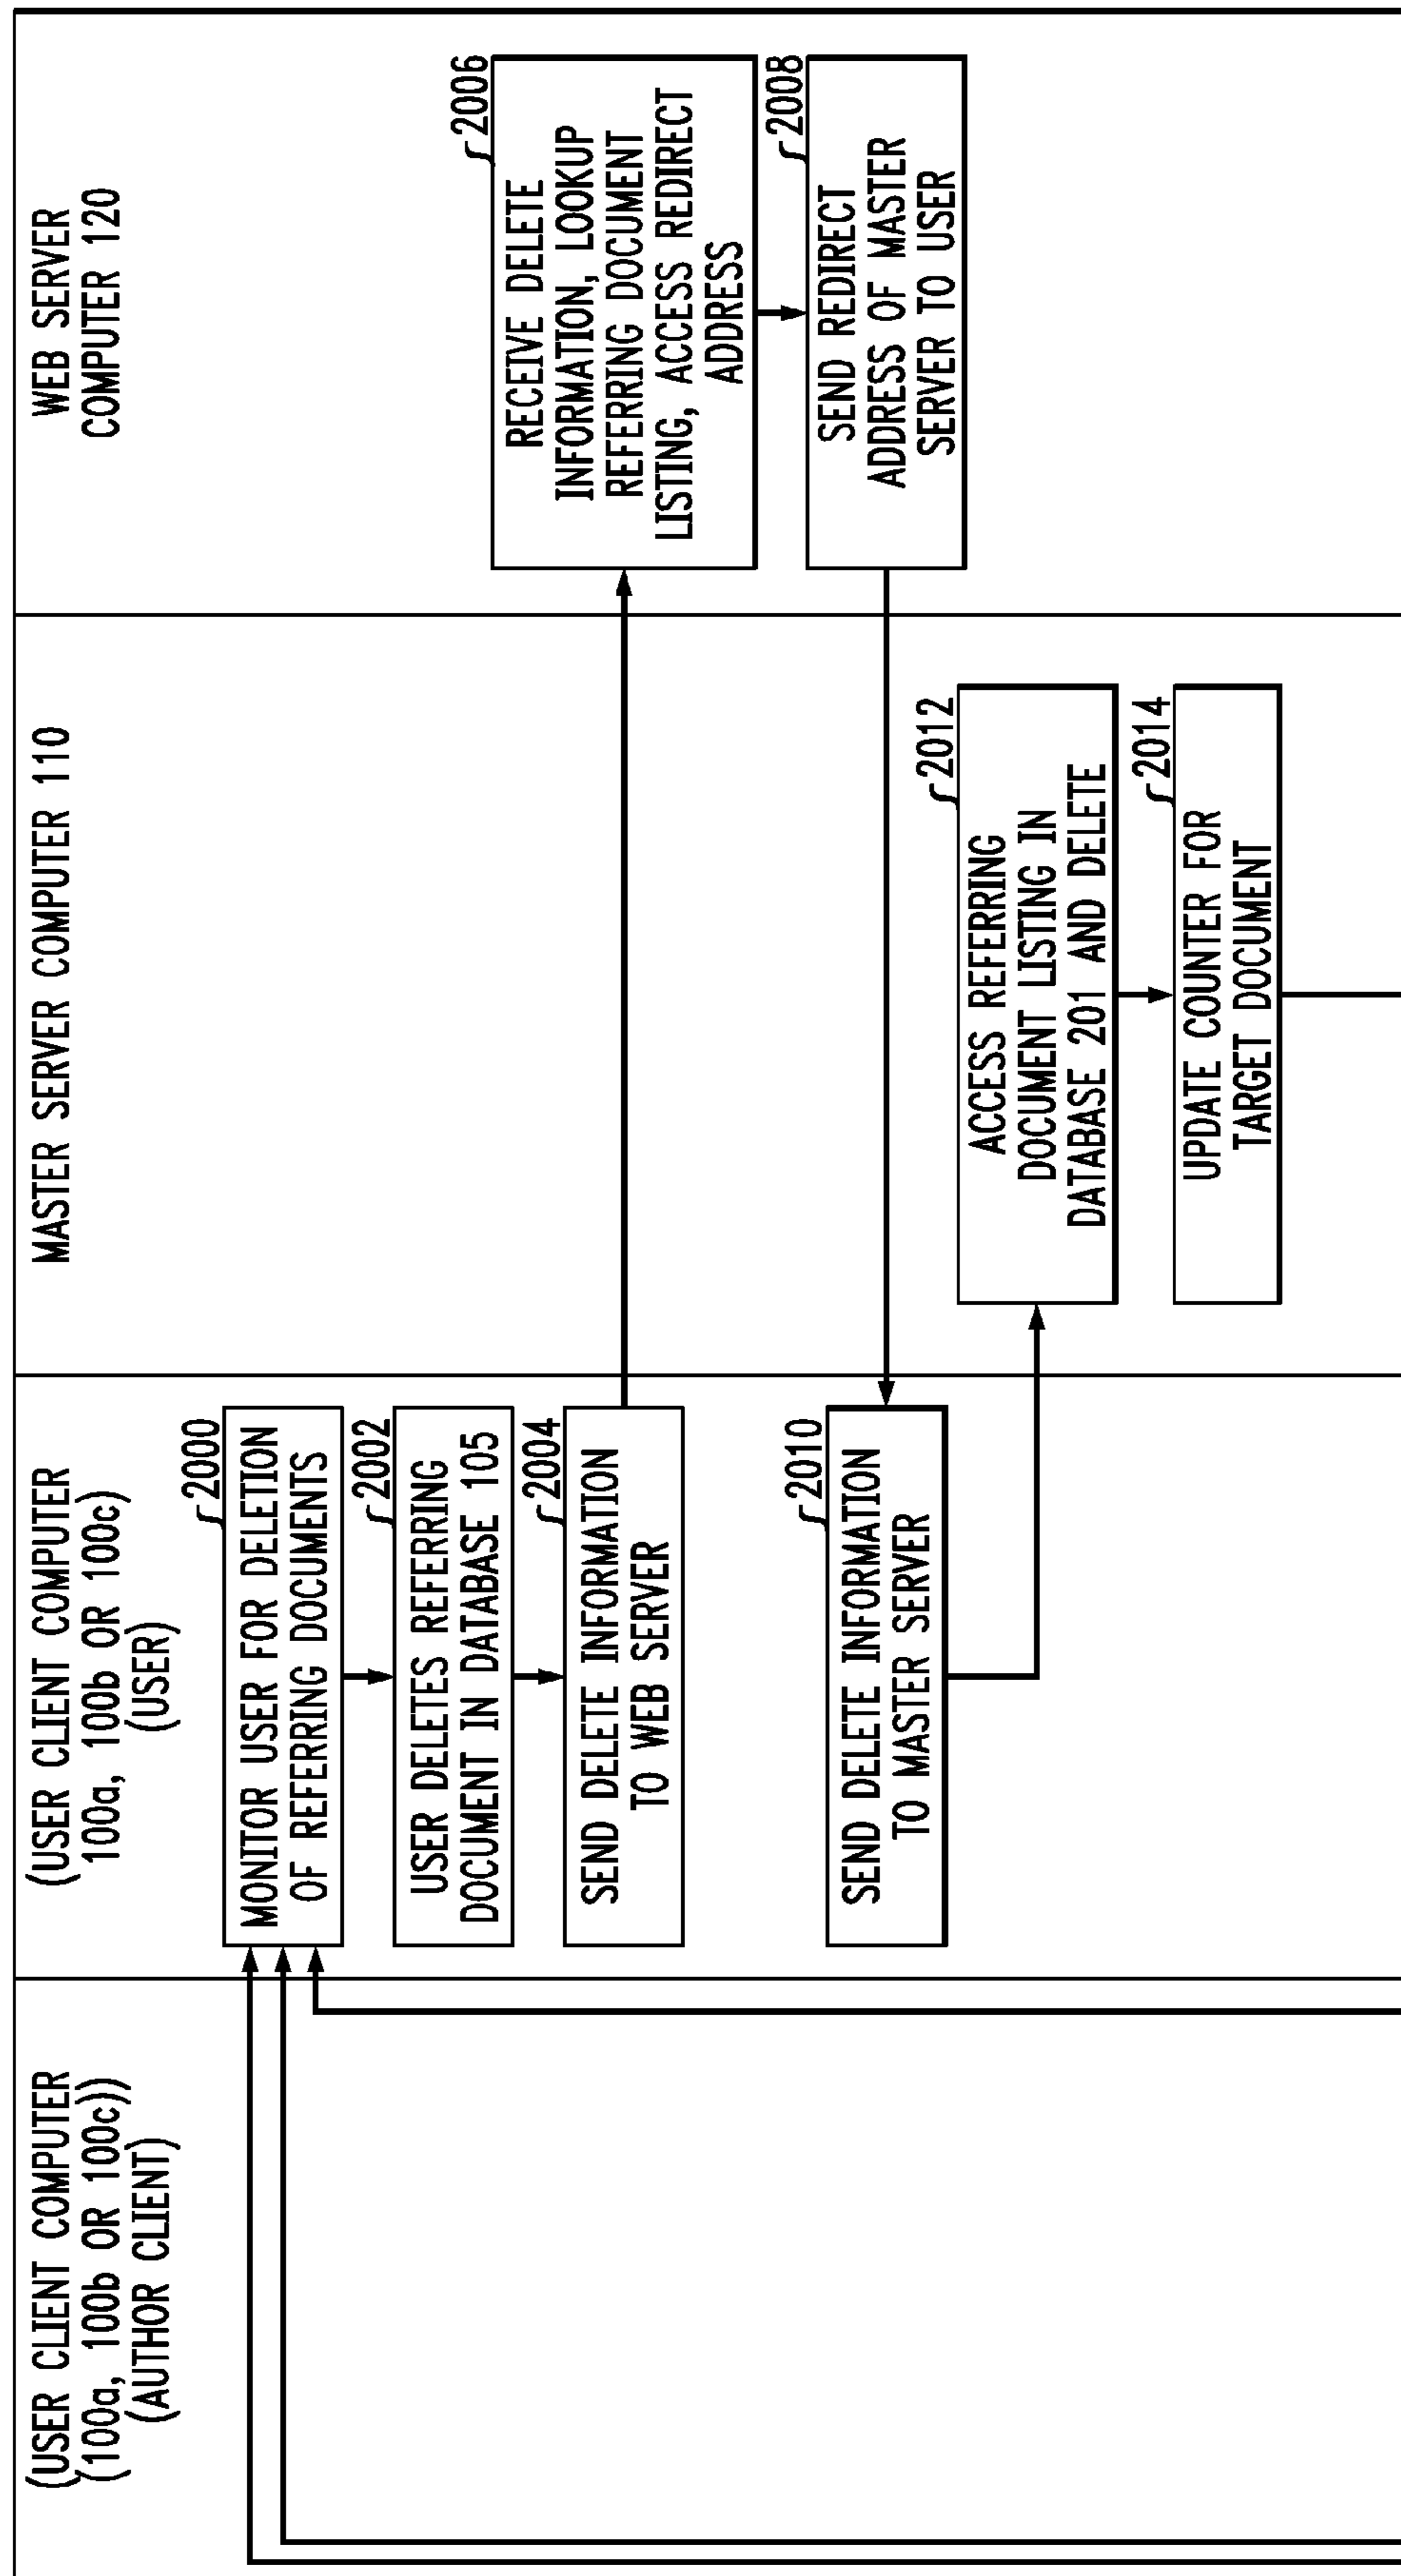 (USER CLIENT COMPUTER
(100a, 100b OR 100c))
(AUTHOR CLIENT)
(USER CLIENT COMPUTER
100a, 100b OR 100c)
(USER)
MASTER SERVER COMPUTER 110
WEB SERVER
COMPUTER 120
2000
MONITOR USER FOR DELETION
OF REFERRING DOCUMENTS
2002
USER DELETES REFERRING
DOCUMENT IN DATABASE 105
2004
SEND DELETE INFORMATION
TO WEB SERVER
2006
RECEIVE DELETE
INFORMATION, LOOKUP
REFERRING DOCUMENT
LISTING, ACCESS REDIRECT
ADDRESS
2008
SEND REDIRECT
ADDRESS OF MASTER
SERVER TO USER
2010
SEND DELETE INFORMATION
TO MASTER SERVER
2012
ACCESS REFERRING
DOCUMENT LISTING IN
DATABASE 201 AND DELETE
2014
UPDATE COUNTER FOR
TARGET DOCUMENT